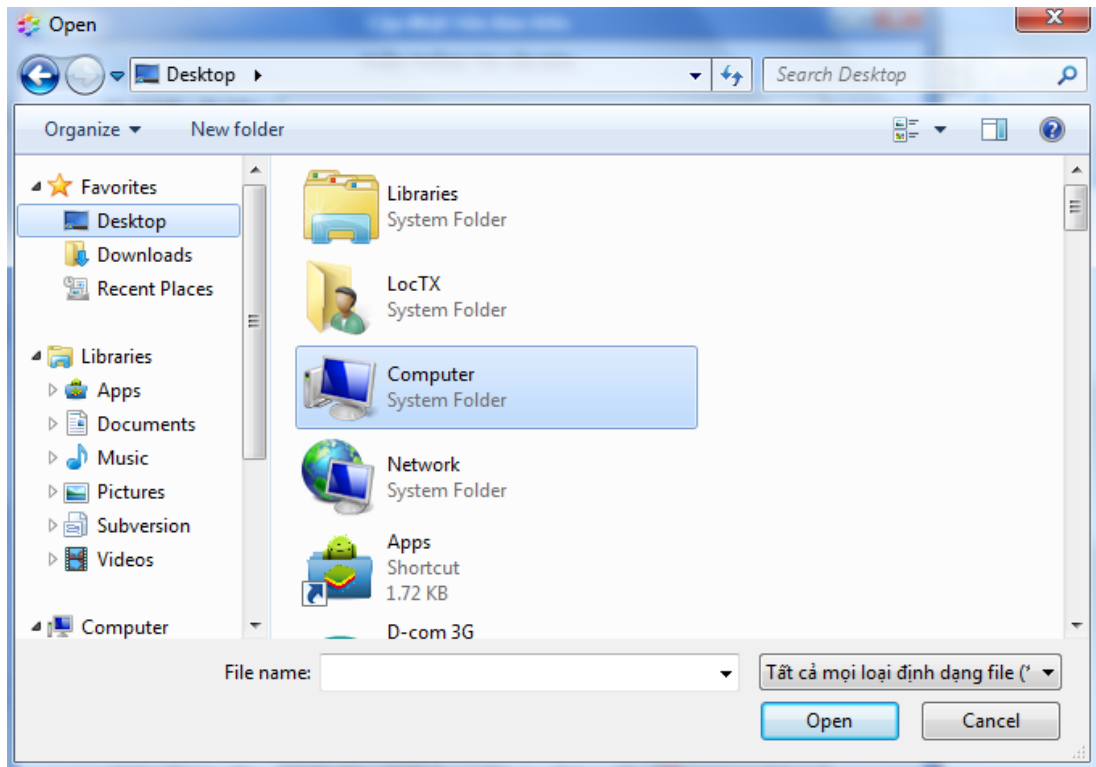 Open
Desktop
Search Desktop
Organize
New folder
Favorites
Desktop
Downloads
Recent Places
Libraries
Apps
Documents
Music
Pictures
Subversion
Videos
Computer
Libraries
System Folder
LocTX
System Folder
Computer
System Folder
Network
System Folder
Apps
Shortcut
1.72 KB
D-com 3G
File name:
Tất cả mọi loại định dạng file (*
Open
Cancel